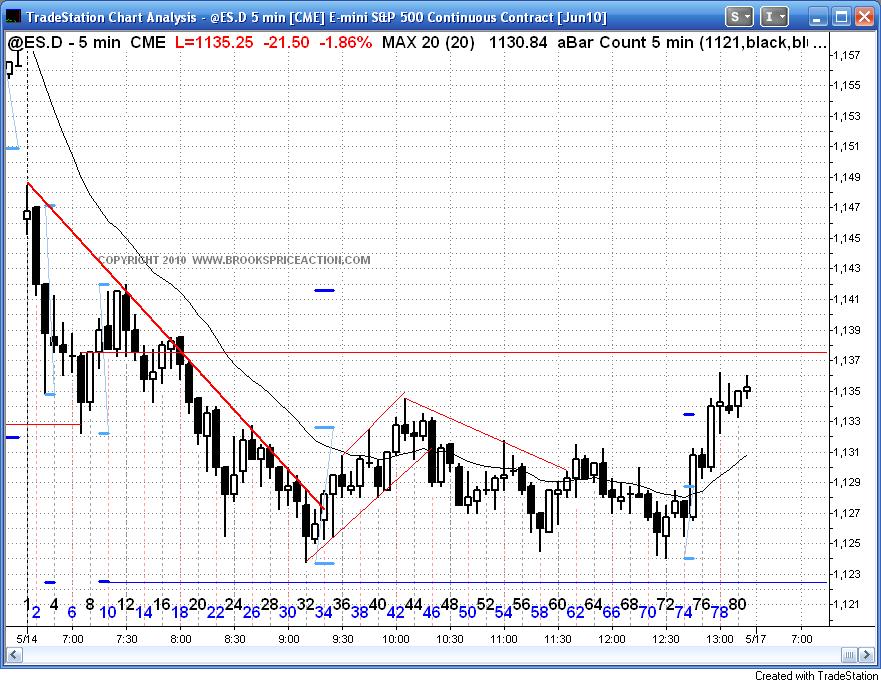 TradeStation Chart Analysis - @ES.D 5 min [CME] E-mini S&P 500 Continuous Contract [Jun10]
S I
@ES.D - 5 min CME L=1135.25 -21.50 -1.86% MAX 20 (20) 1130.84 aBar Count 5 min (1121,black,bl ...
1,157
1,155
1,153
1,151
1,149
1,147
1,145
COPYRIGHT 2010 WWW.BROOKSPRICEACTION.COM
1,143
1,141
1,139
1,137
1,135
1,133
1,131
1,129
1,127
1,125
1,123
1,121
1 4 8 12 16 20 24 28 32 36 40 44 48 52 56 60 64 68 72 76 80
2 6 10 14 18 22 26 30 34 38 42 46 50 54 58 62 66 70 74 78
5/14 7:00 7:30 8:00 8:30 9:00 9:30 10:00 10:30 11:00 11:30 12:00 12:30 13:00 5/17 7:00
Created with TradeStation